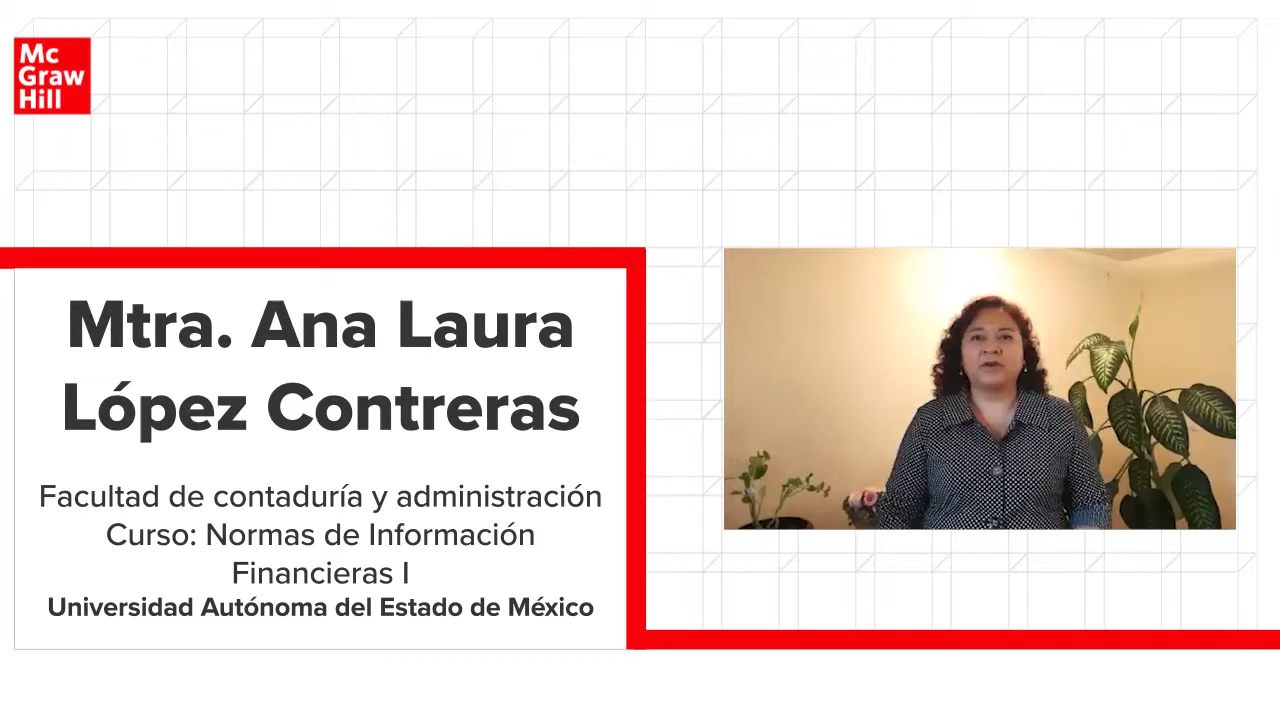 Mc
Graw
Hill
Mtra. Ana Laura
López Contreras
Facultad de contaduría y administración
Curso: Normas de Información
Financieras I
Universidad Autónoma del Estado de México